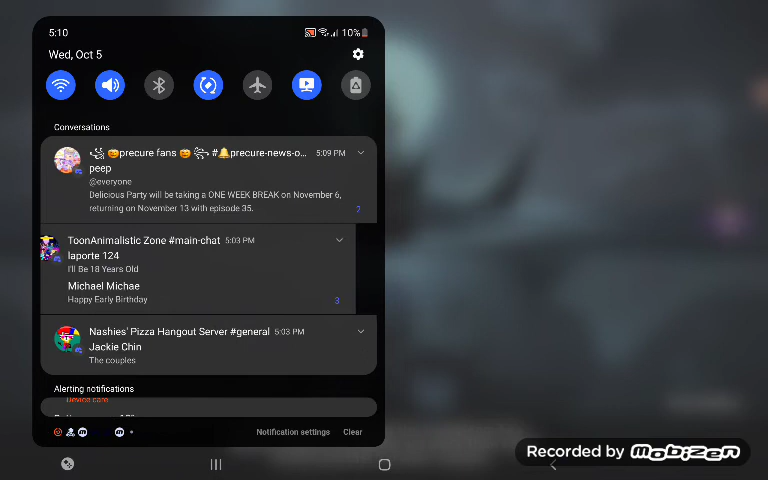 5:10
10%
Wed, Oct 5
Conversations
precure fans #precure-news-o... 5:09 PM
peep
@everyone
Delicious Party will be taking a ONE WEEK BREAK on November 6,
returning on November 13 with episode 35.
7
ToonAnimalistic Zone #main-chat 5:03 PM
laporte 124
I'll Be 18 Years Old
Michael Michae
Happy Early Birthday
3
Nashies' Pizza Hangout Server #general 5:03 PM
Jackie Chin
The couples
Alerting notifications
Device care
Notification settings
Clear
Recorded by mobizen